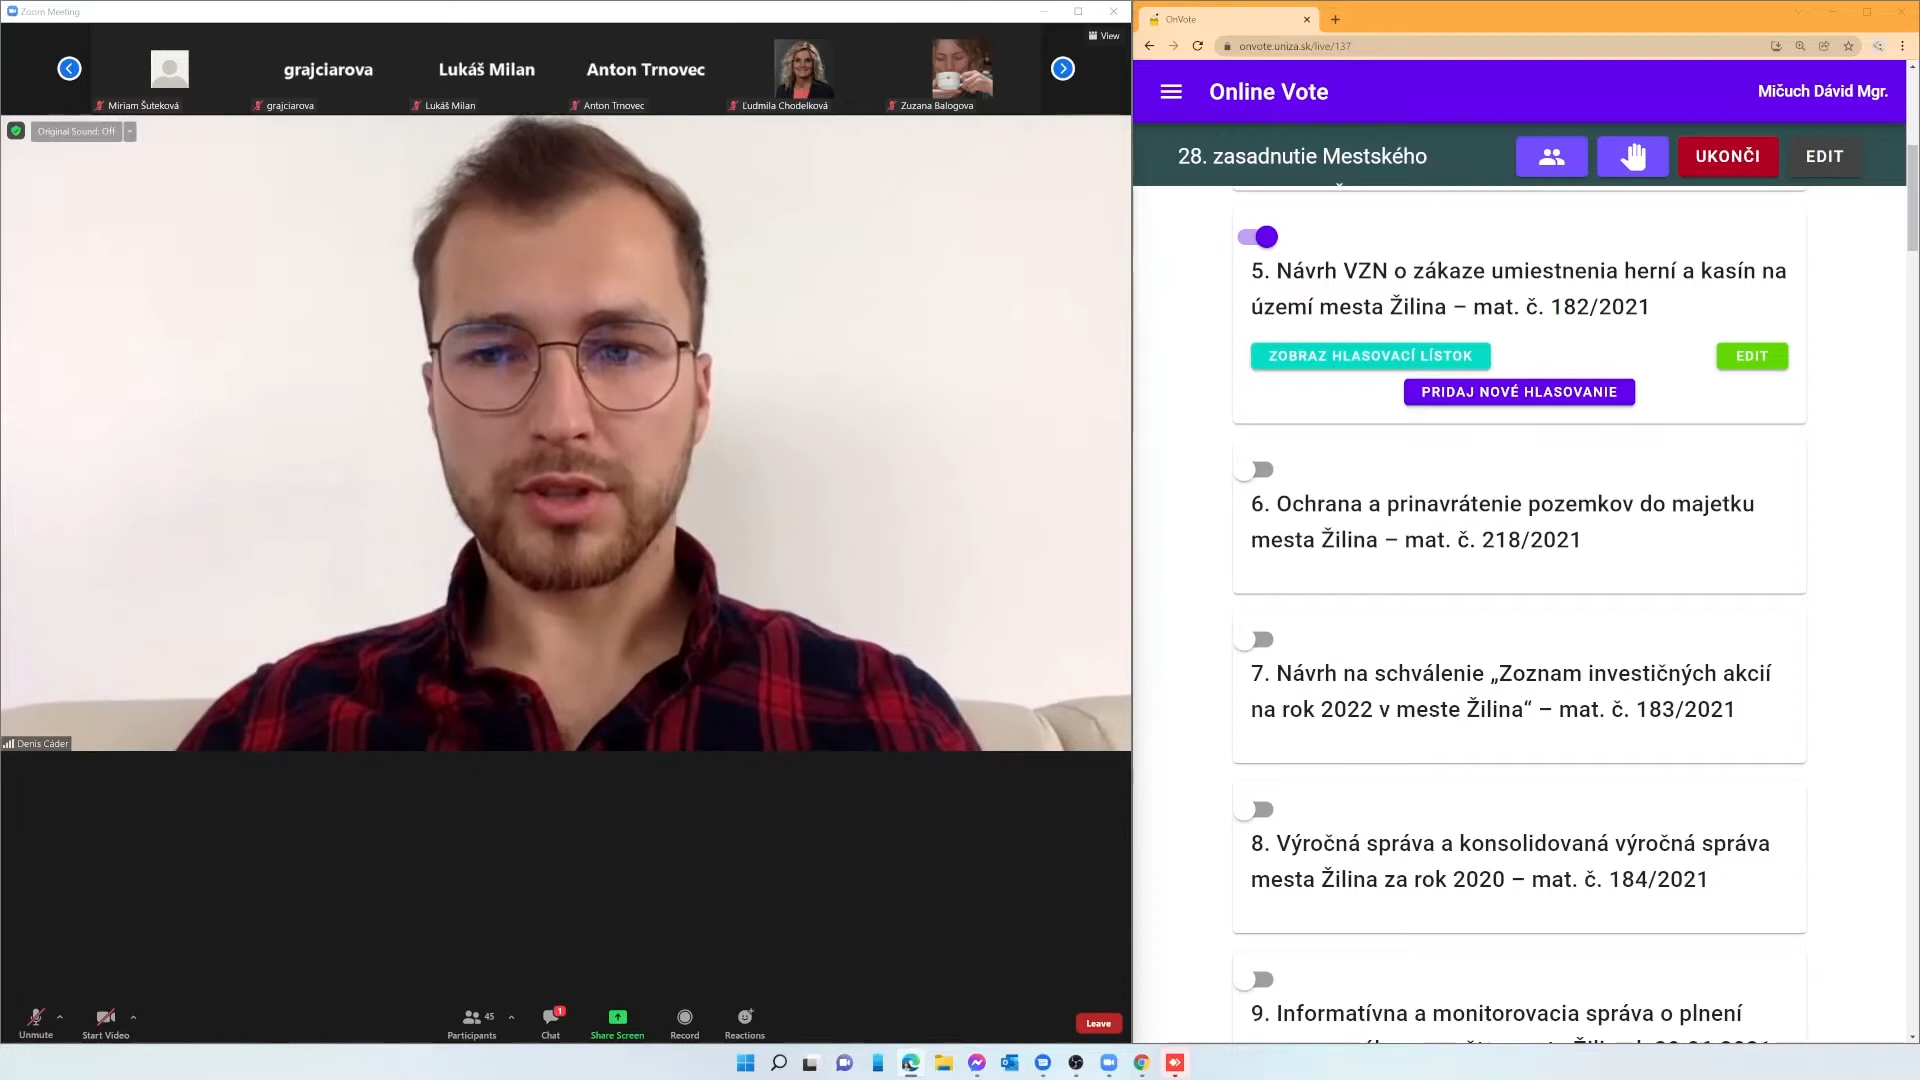 Zoom Meeting
View
grajciarova
Lukáš Milan
Anton Trnovec
Miriam Šuteková
grajciarova
Lukáš Milan
Anton Trnovec
Ľudmila Chodelková
Zuzana Balogova
Original Sound: Off
Denis Cáder
Unmute
Start Video
45
Participants
1
Chat
Share Screen
Record
Reactions
Leave
OnVote
onvote.uniza.sk/live/137
Online Vote
Mičuch Dávid Mgr.
28. zasadnutie Mestského
UKONČI
EDIT
5. Návrh VZN o zákaze umiestnenia herní a kasín na
území mesta Žilina – mat. č. 182/2021
ZOBRAZ HLASOVACÍ LÍSTOK
EDIT
PRIDAJ NOVÉ HLASOVANIE
6. Ochrana a prinavrátenie pozemkov do majetku
mesta Žilina – mat. č. 218/2021
7. Návrh na schválenie „Zoznam investičných akcií
na rok 2022 v meste Žilina“ – mat. č. 183/2021
8. Výročná správa a konsolidovaná výročná správa
mesta Žilina za rok 2020 – mat. č. 184/2021
9. Informatívna a monitorovacia správa o plnení